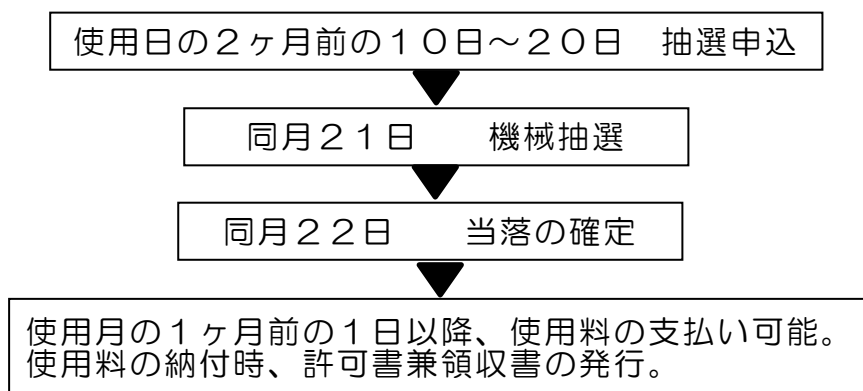 使用日の２ヶ月前の１０日～２０日　抽選申込
同月２１日　　機械抽選
同月２２日　　当落の確定
使用月の１ヶ月前の１日以降、使用料の支払い可能。
使用料の納付時、許可書兼領収書の発行。